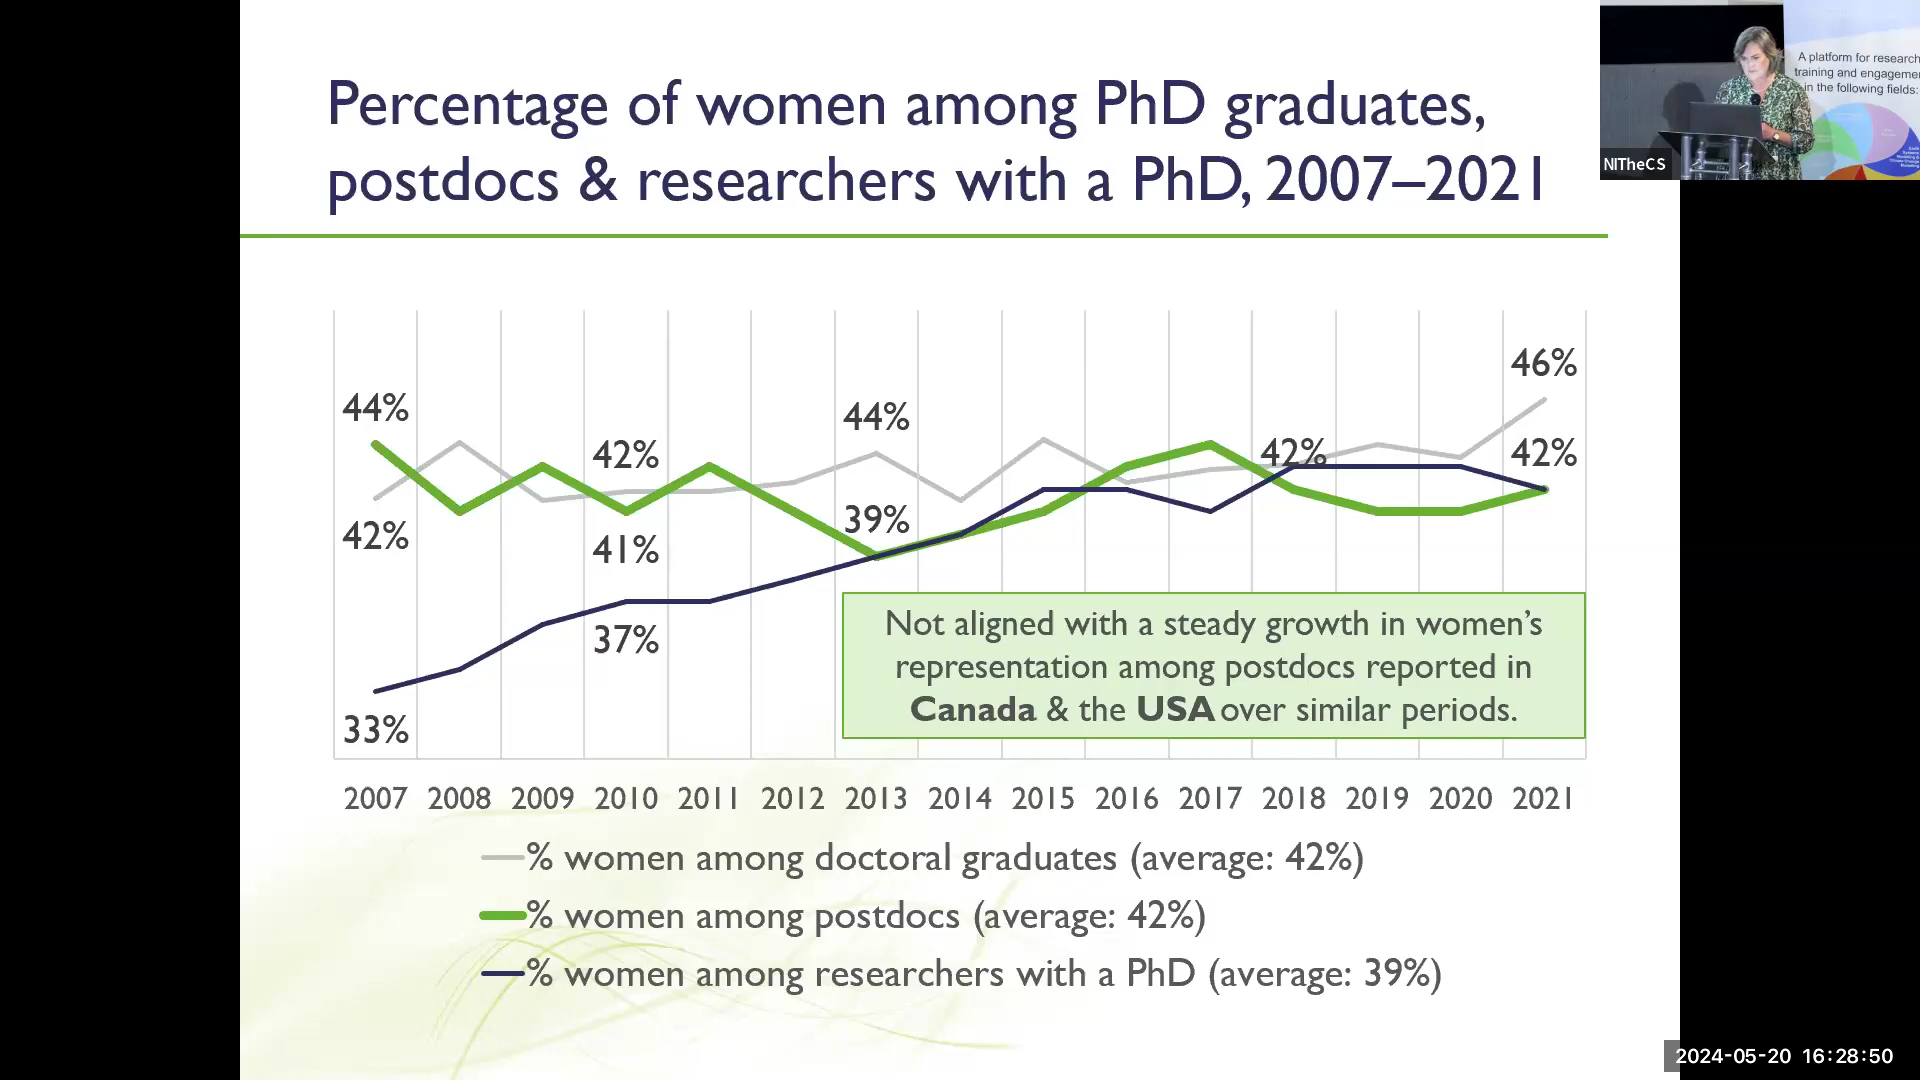 Percentage of women among PhD graduates,
postdocs & researchers with a PhD, 2007–2021
A platform for research
training and engagemen
in the following fields:
NITheCS
46%
44%
44%
42%
42%
42%
39%
42%
41%
37%
33%
Not aligned with a steady growth in women's
representation among postdocs reported in
Canada & the USA over similar periods.
2007 2008 2009 2010 2011 2012 2013 2014 2015 2016 2017 2018 2019 2020 2021
% women among doctoral graduates (average: 42%)
% women among postdocs (average: 42%)
% women among researchers with a PhD (average: 39%)
2024-05-20 16:28:50